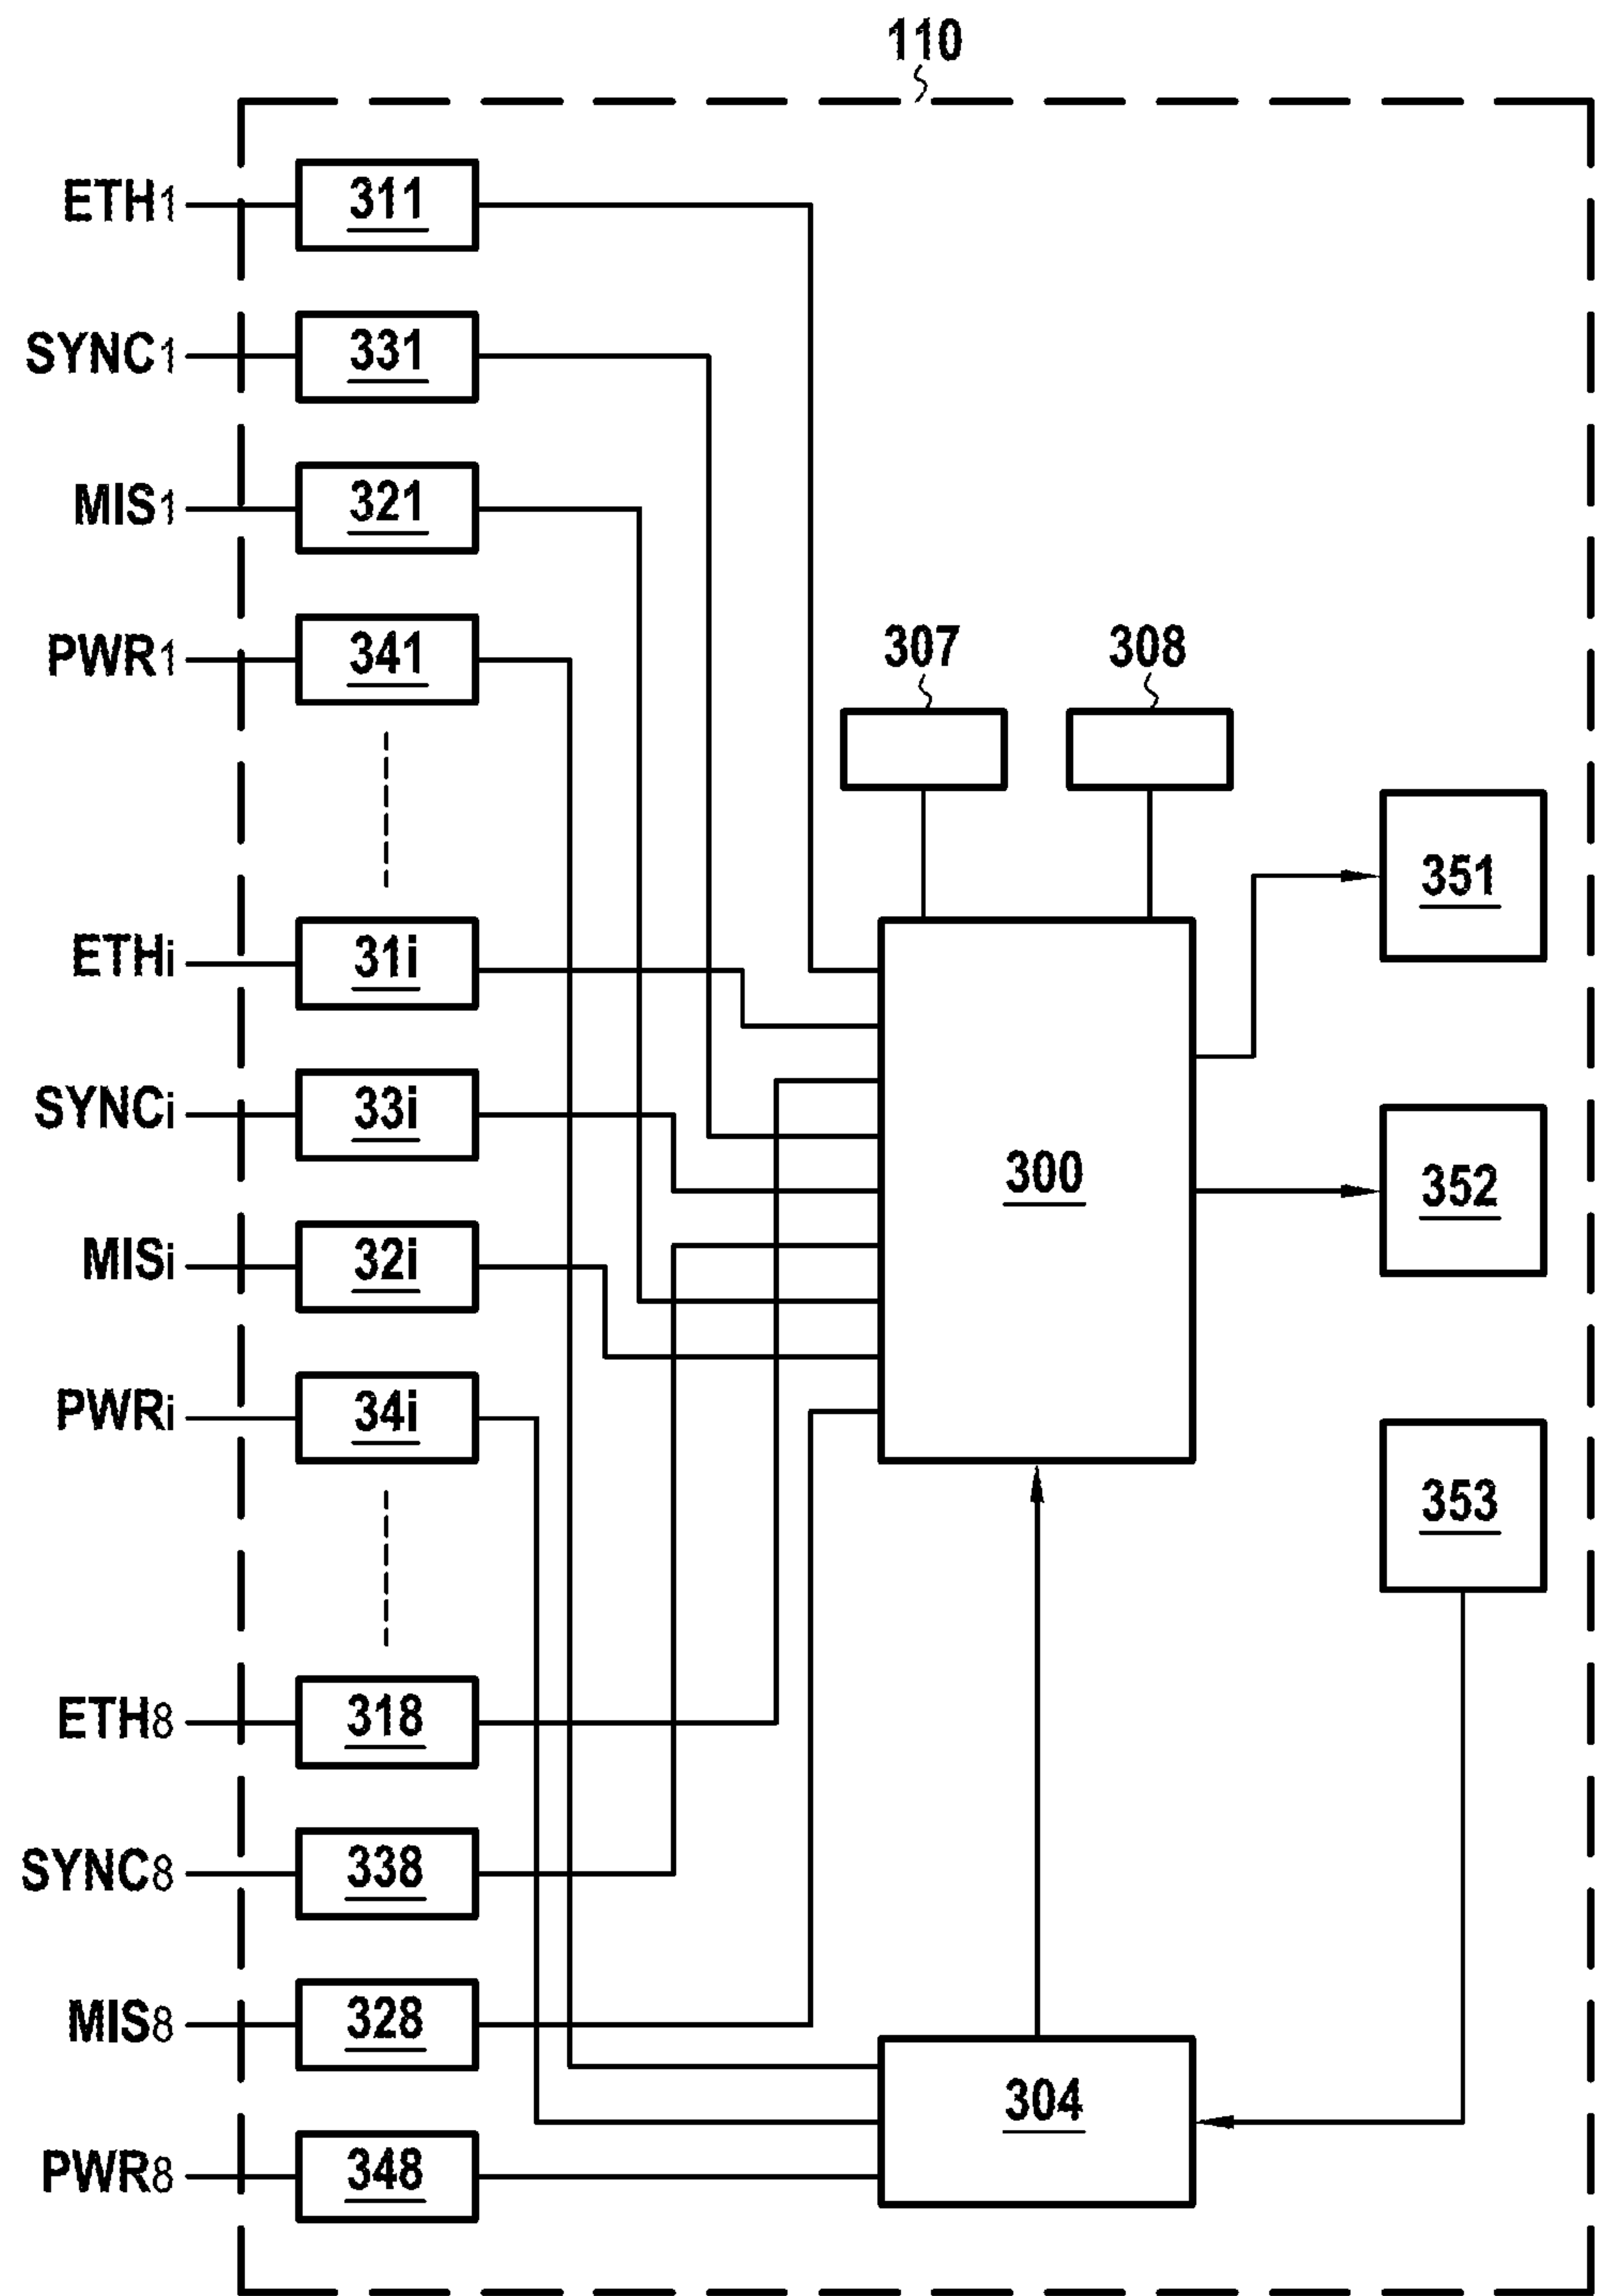 110
ETH1 311
SYNC1 331
MIS1 321
PWR1 341
307 308
351
ETHi 31i
SYNCi 33i
300
352
MISi 32i
PWRi 34i
353
ETH8 318
SYNC8 338
MIS8 328
304
PWR8 348